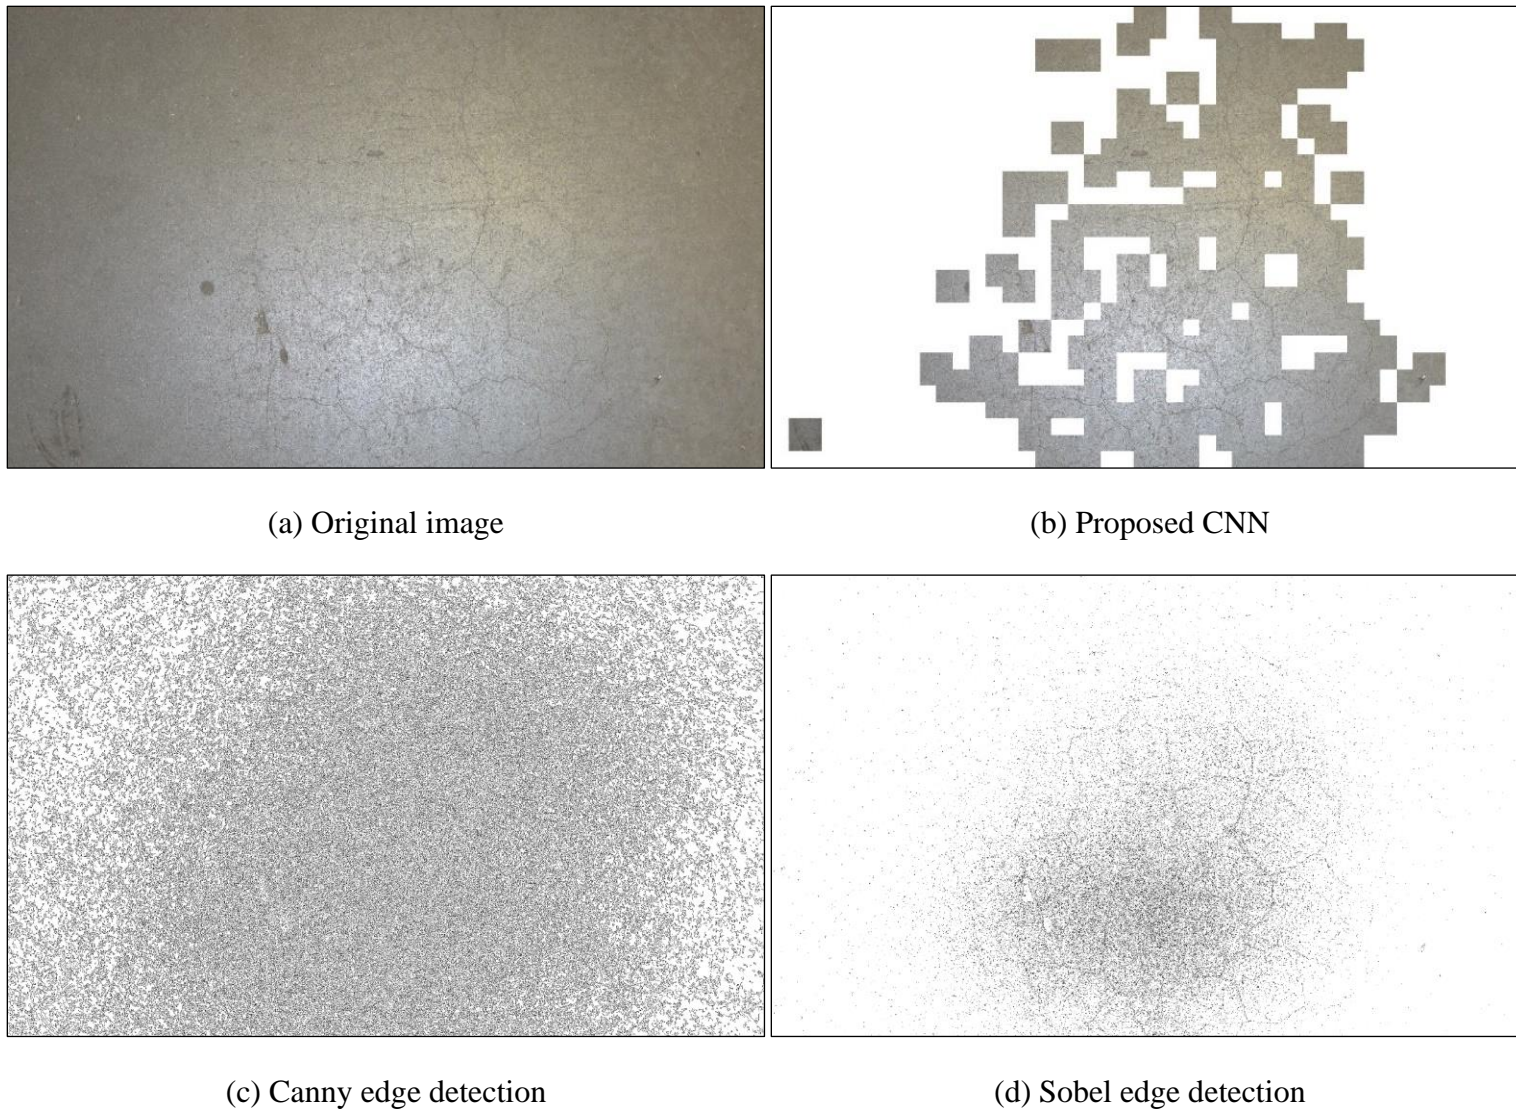 (a) Original image
(b) Proposed CNN
(c) Canny edge detection
(d) Sobel edge detection